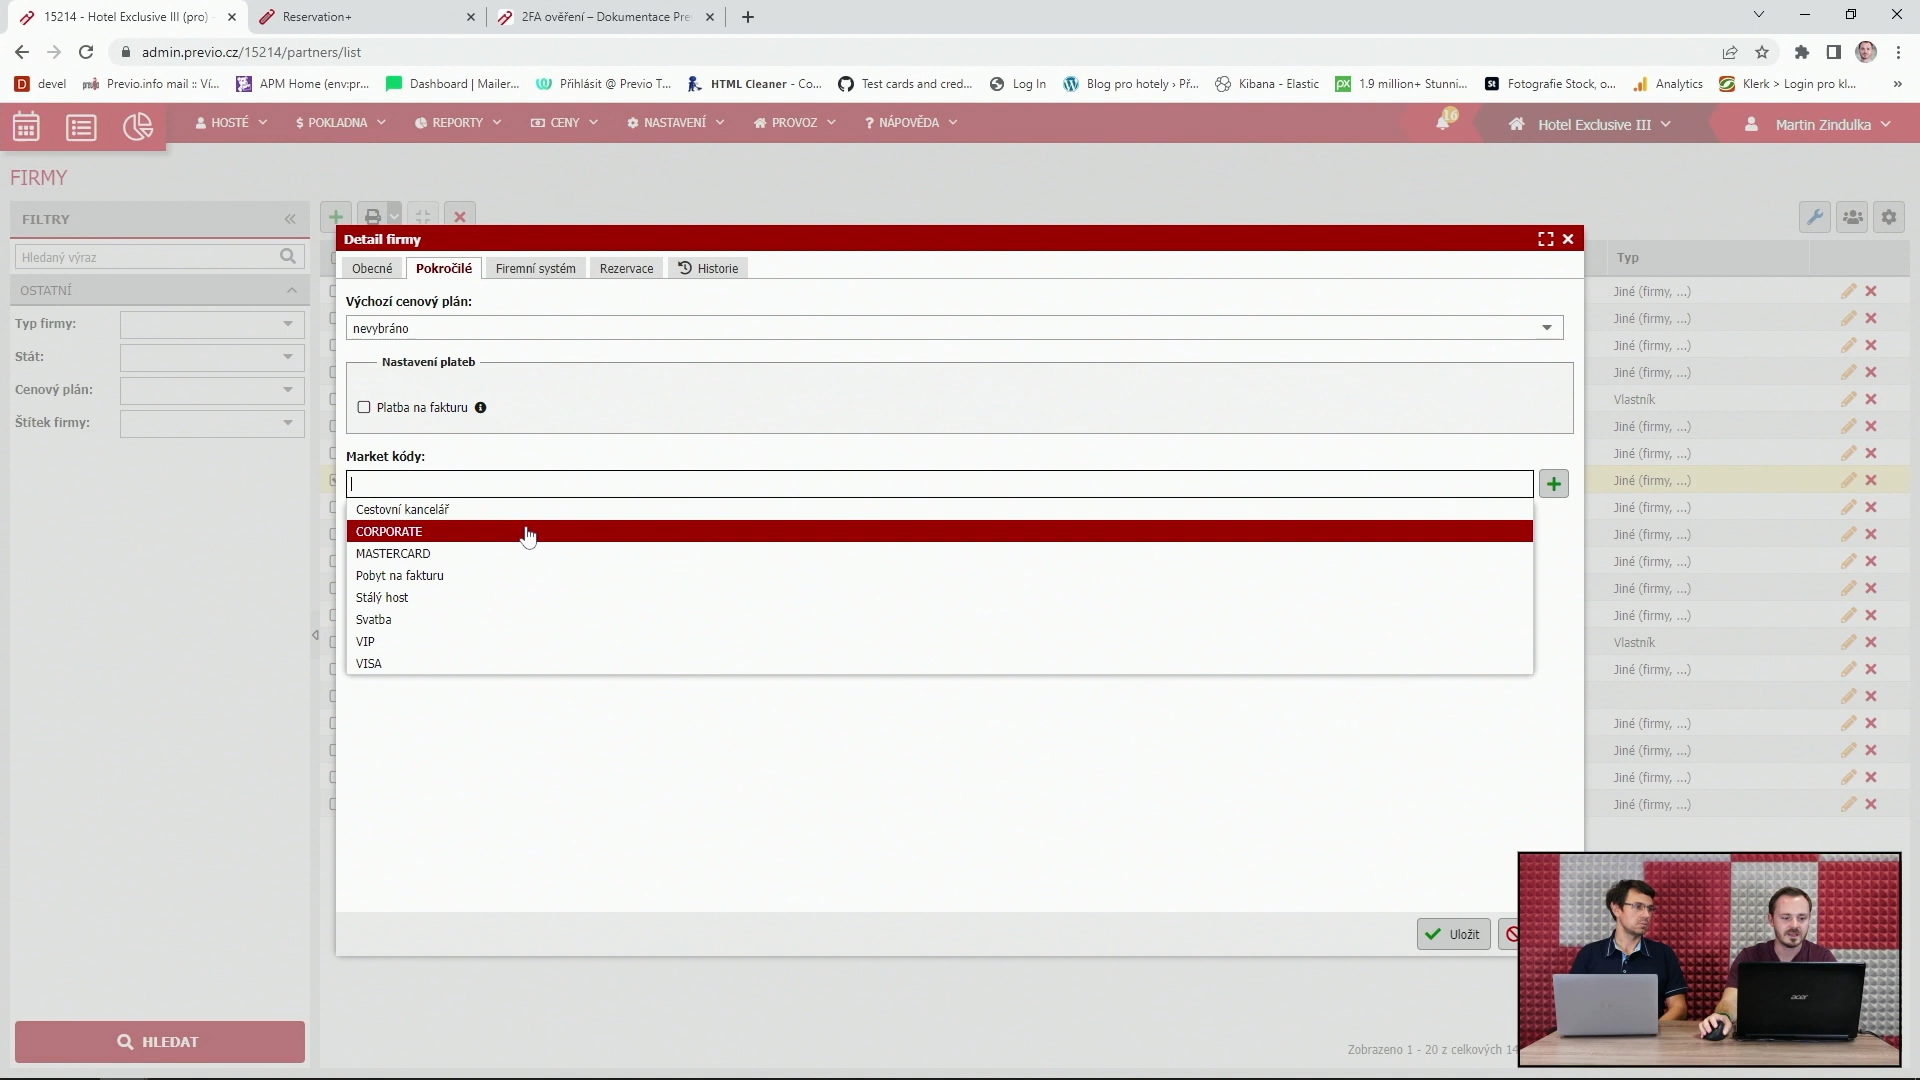 15214 - Hotel Exclusive III (pro)
Reservation+
2FA ověření – Dokumentace Pre
admin.previo.cz/15214/partners/list
devel
Previo.info mail :: Ví...
APM Home (env:pr...
Dashboard | Mailer...
Přihlásit @ Previo T...
HTML Cleaner - Co...
Test cards and cred...
Log In
Blog pro hotely › Př...
Kibana - Elastic
1.9 million+ Stunni...
Fotografie Stock, o...
Analytics
Klerk > Login pro kl...
»
HOSTÉ
$ POKLADNA
REPORTY
CENY
NASTAVENÍ
PROVOZ
? NÁPOVĚDA
16
Hotel Exclusive III
Martin Zindulka
FIRMY
FILTRY
Hledaný výraz
OSTATNÍ
Typ firmy:
Stát:
Cenový plán:
Štítek firmy:
HLEDAT
Detail firmy
Obecné
Pokročilé
Firemní systém
Rezervace
Historie
Výchozí cenový plán:
nevybráno
Nastavení plateb
Platba na fakturu
Market kódy:
Cestovní kancelář
CORPORATE
MASTERCARD
Pobyt na fakturu
Stálý host
Svatba
VIP
VISA
Uložit
Typ
Jiné (firmy, ...)
Jiné (firmy, ...)
Jiné (firmy, ...)
Jiné (firmy, ...)
Vlastník
Jiné (firmy, ...)
Jiné (firmy, ...)
Jiné (firmy, ...)
Jiné (firmy, ...)
Jiné (firmy, ...)
Jiné (firmy, ...)
Jiné (firmy, ...)
Jiné (firmy, ...)
Vlastník
Jiné (firmy, ...)
Jiné (firmy, ...)
Jiné (firmy, ...)
Jiné (firmy, ...)
Jiné (firmy, ...)
Zobrazeno 1 - 20 z celkových 14
acer